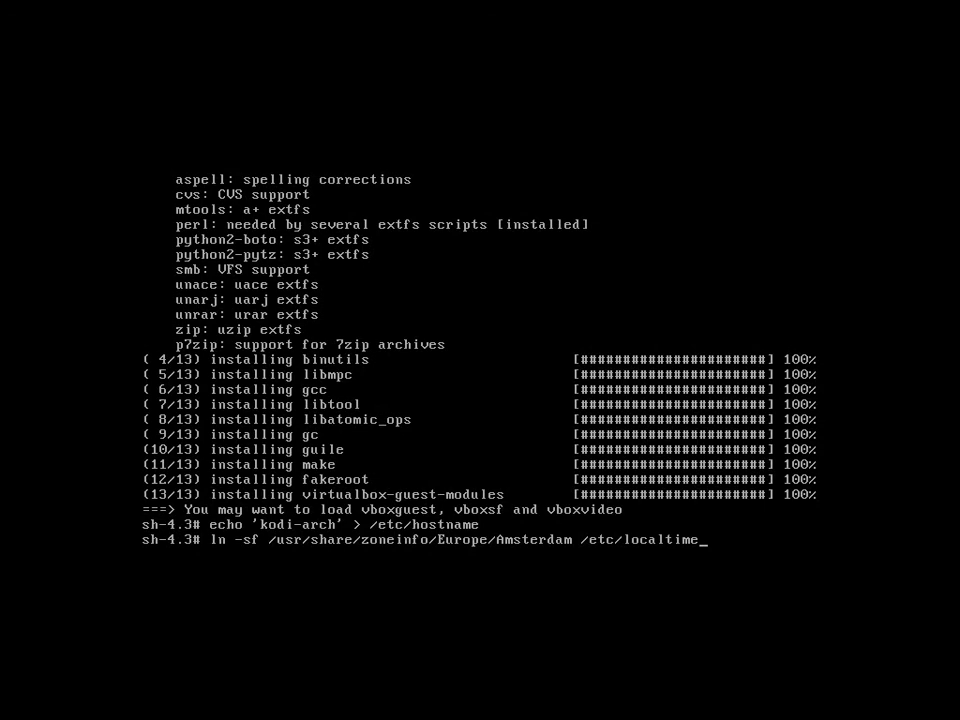 aspell: spelling corrections
cvs: CVS support
mtools: a+ extfs
perl: needed by several extfs scripts [installed]
python2-boto: s3+ extfs
python2-pytz: s3+ extfs
smb: VFS support
unace: uace extfs
unarj: uarj extfs
unrar: urar extfs
zip: uzip extfs
p7zip: support for 7zip archives
( 4/13) installing binutils [######################] 100%
( 5/13) installing libmpc [######################] 100%
( 6/13) installing gcc [######################] 100%
( 7/13) installing libtool [######################] 100%
( 8/13) installing libatomic_ops [######################] 100%
( 9/13) installing gc [######################] 100%
(10/13) installing guile [######################] 100%
(11/13) installing make [######################] 100%
(12/13) installing fakeroot [######################] 100%
(13/13) installing virtualbox-guest-modules [######################] 100%
===> You may want to load vboxguest, vboxsf and vboxvideo
sh-4.3# echo 'kodi-arch' > /etc/hostname
sh-4.3# ln -sf /usr/share/zoneinfo/Europe/Amsterdam /etc/localtime_